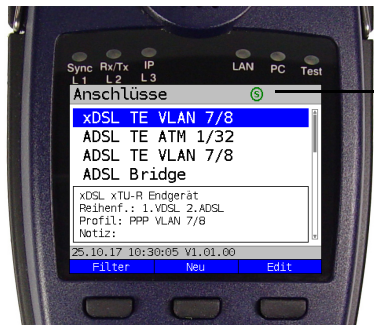 Sync Rx/Tx IP LAN PC Test
L 1 L 2 L 3
Anschlüsse S
xDSL TE VLAN 7/8
ADSL TE ATM 1/32
ADSL TE VLAN 7/8
ADSL Bridge
xDSL xTU-R Endgerät
Reihenf.: 1.VDSL 2.ADSL
Profil: PPP VLAN 7/8
Notiz:
25.10.17 10:30:05 V1.01.00
Filter Neu Edit